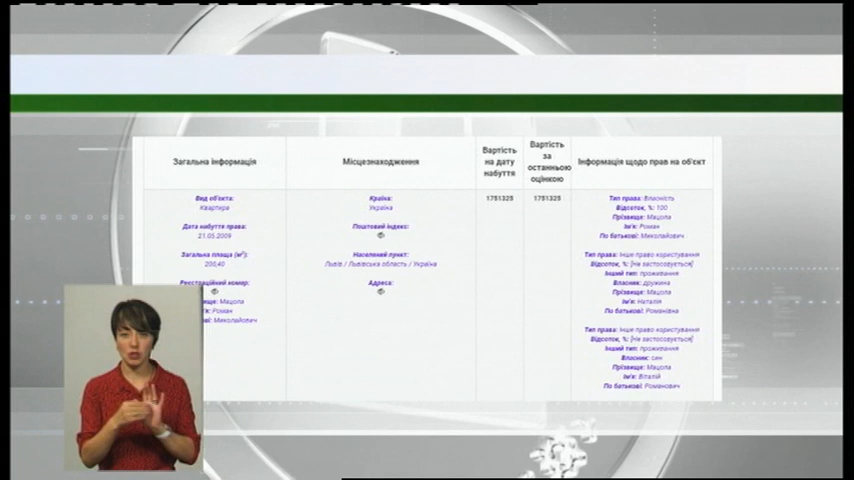 Загальна інформація
Місцезнаходження
Вартість
на дату
набуття
Вартість
за
останньою
оцінкою
Інформація щодо прав на об'єкт
Вид об'єкта:
Квартира
Дата набуття права:
21.05.2009
Загальна площа (м²):
200,40
Реєстраційний номер:
вище: Мацола
м'я: Роман
ові: Миколайович
Країна:
Україна
Поштовий індекс:
Населений пункт:
Львів / Львівська область / Україна
Адреса:
1751325
1751325
Тип права: Власність
Відсоток, %: 100
Прізвище: Мацола
Ім'я: Роман
По батькові: Миколайович
Тип права: Інше право користування
Відсоток, %: [Не застосовується]
Інший тип: проживання
Власник: дружина
Прізвище: Мацола
Ім'я: Наталія
По батькові: Романівна
Тип права: Інше право користування
Відсоток, %: [Не застосовується]
Інший тип: проживання
Власник: син
Прізвище: Мацола
Ім'я: Віталій
По батькові: Романович